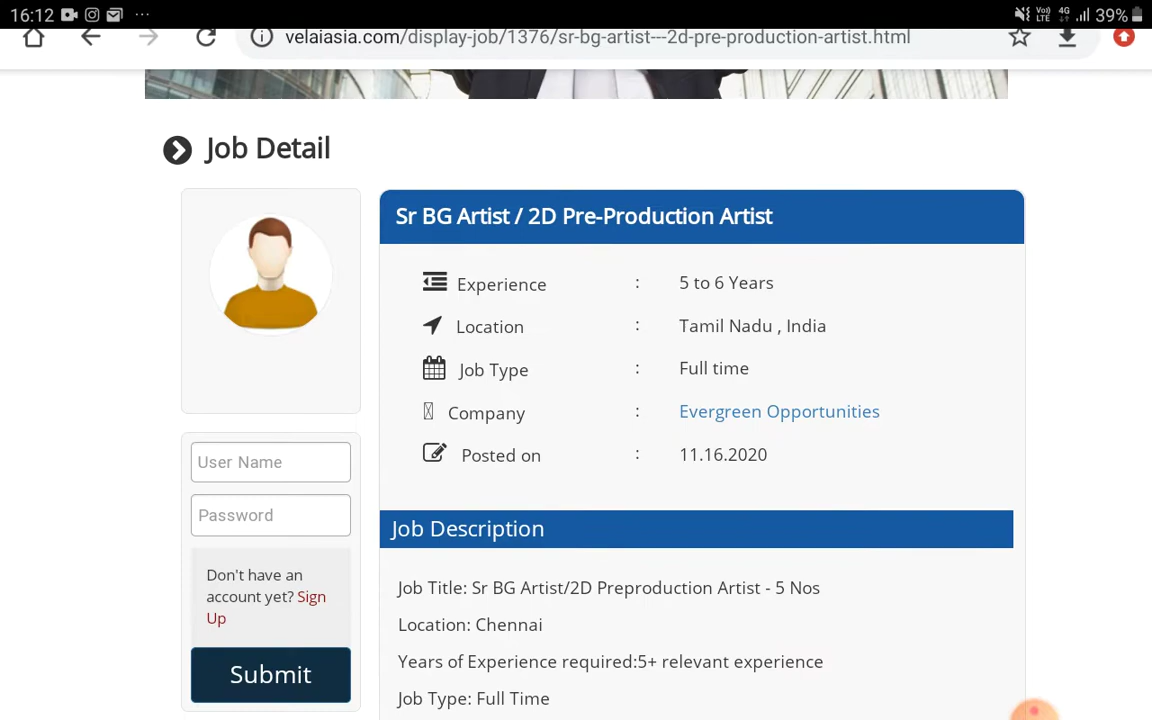 16:12 ... Vo) LTE 4G 39%
velaiasia.com/display-job/1376/sr-bg-artist---2d-pre-production-artist.html
Job Detail
Sr BG Artist / 2D Pre-Production Artist
Experience : 5 to 6 Years
Location : Tamil Nadu , India
Job Type : Full time
Company : Evergreen Opportunities
Posted on : 11.16.2020
User Name
Password
Don't have an
account yet? Sign
Up
Submit
Job Description
Job Title: Sr BG Artist/2D Preproduction Artist - 5 Nos
Location: Chennai
Years of Experience required:5+ relevant experience
Job Type: Full Time